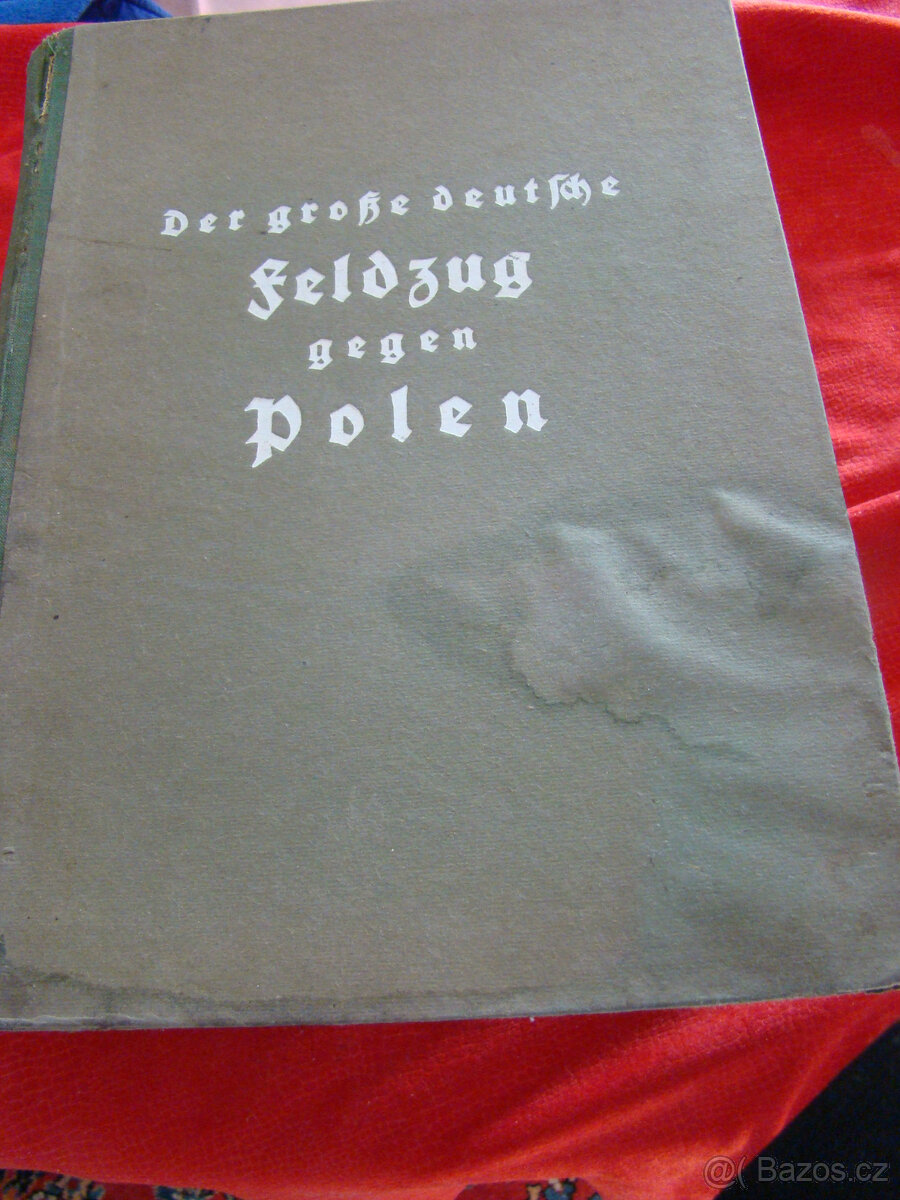 Der große deutſche
Feldzug
gegen
Polen
@( Bazos.cz